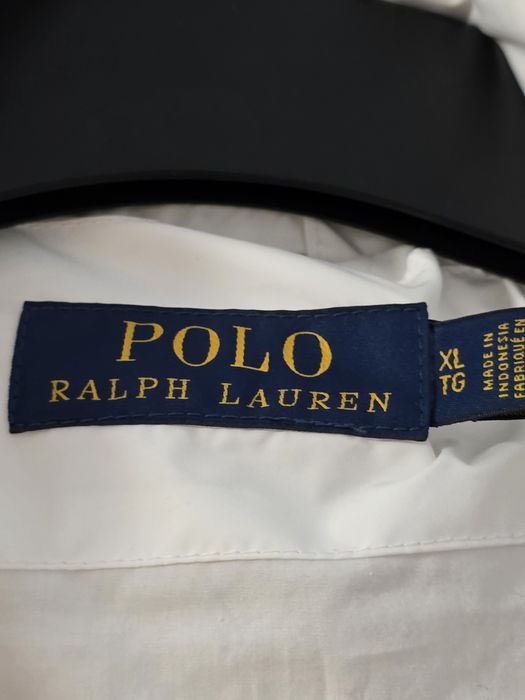 POLO
RALPH LAUREN
XL
TG
MADE IN
INDONESIA
FABRIQUÉ EN